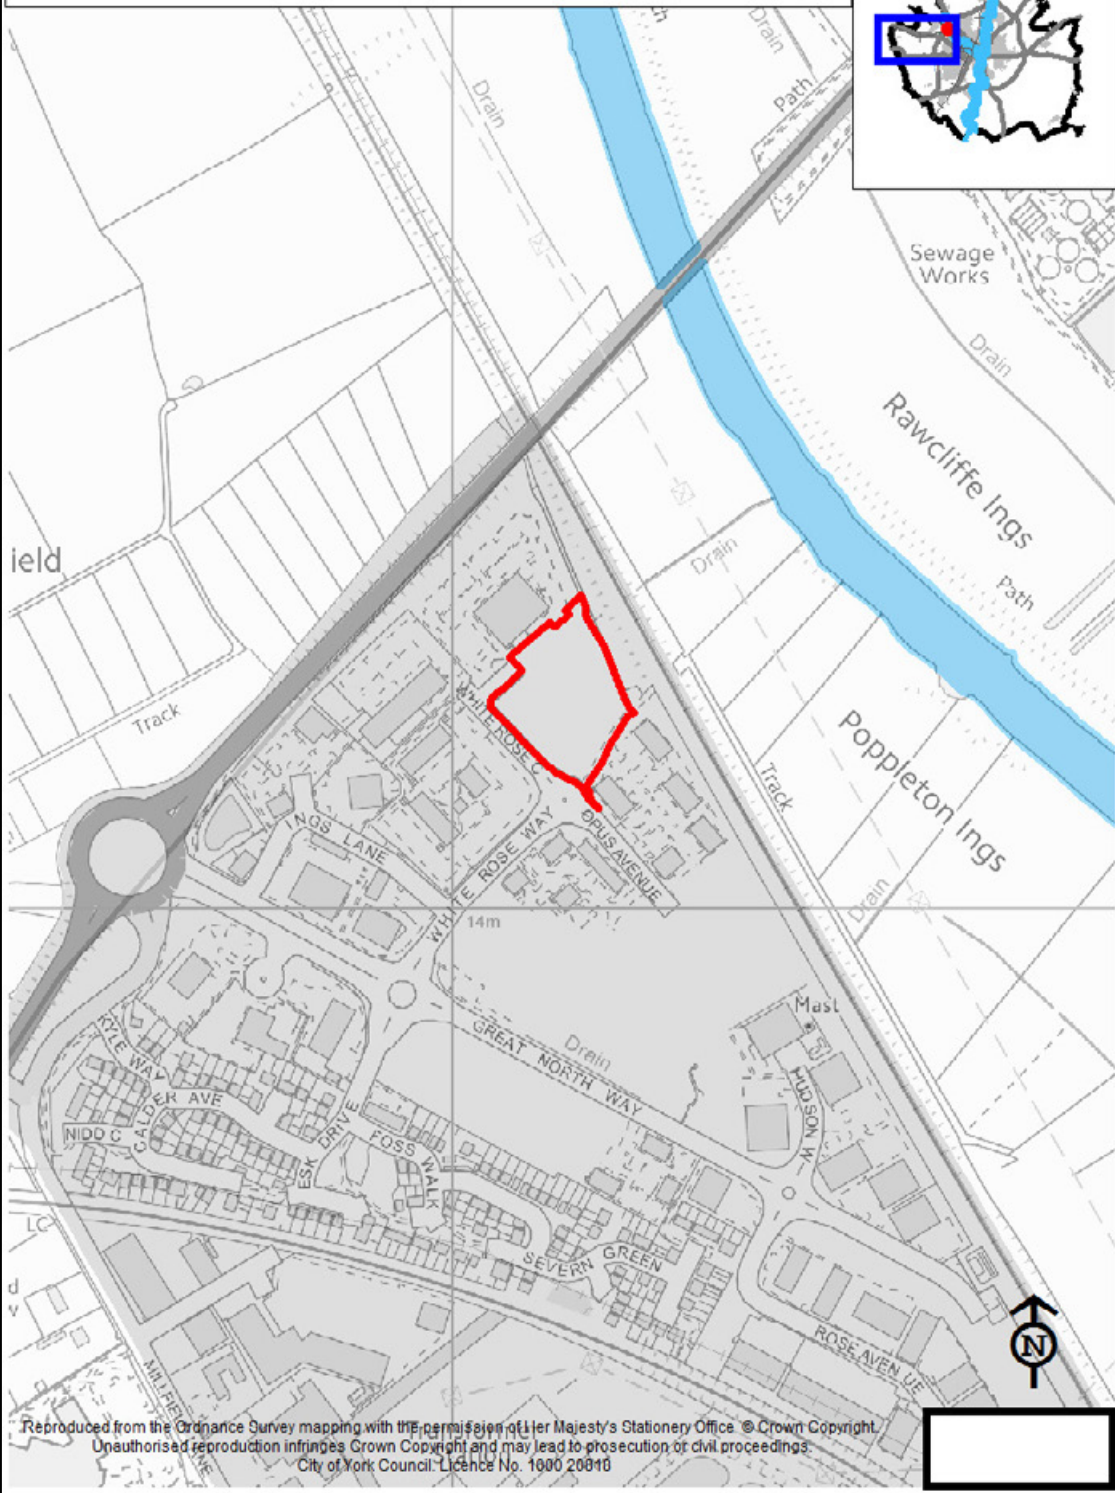 th
Drain
Drain
Path
Sewage
Works
Drain
Rawcliffe Ings
Path
ield
Drain
Track
WHITE ROSE C
Poppleton Ings
Track
INGS LANE
WHITE ROSE WAY
OPUS AVENUE
Drain
14m
Mast
GREAT NORTH WAY
Drain
HUDSON W
KYLE WAY
CALDER AVE
NIDD C
ESK DRIVE
FOSS WALK
LC
SEVERN GREEN
d
v
ROSE AVENUE
N
Reproduced from the Ordnance Survey mapping with the permission of Her Majesty's Stationery Office © Crown Copyright.
Unauthorised reproduction infringes Crown Copyright and may lead to prosecution or civil proceedings.
City of York Council. Licence No. 1000 20818